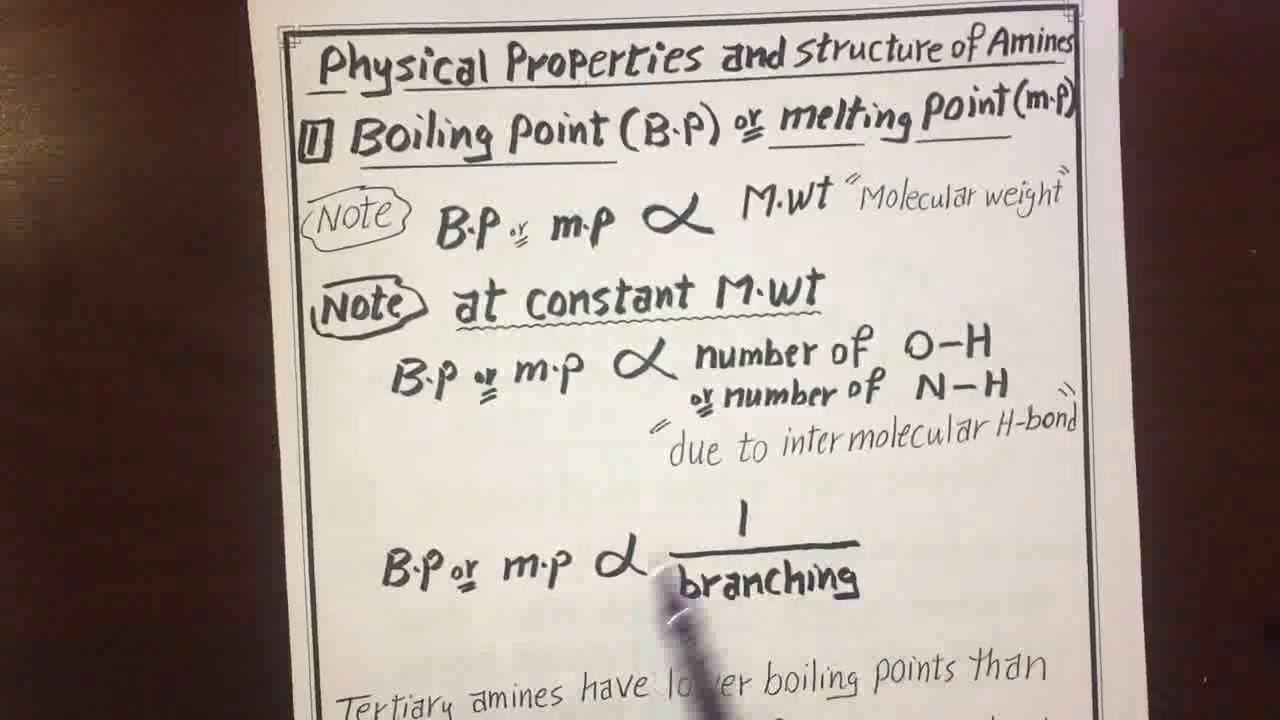 Physical Properties and structure of Amines
1 Boiling point (B.P) or melting point (m.p)
Note B.P or m.p ∝ M.wt "Molecular weight"
Note at constant M.wt
B.P or m.p ∝ number of O-H
or number of N-H
"due to intermolecular H-bond"
1
B.P or m.p ∝ branching
Tertiary amines have lower boiling points than